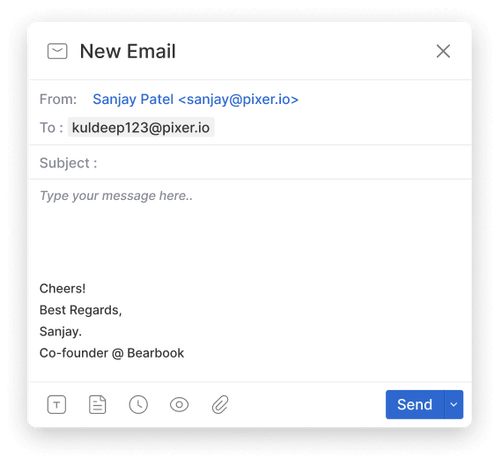 New Email
From: Sanjay Patel <sanjay@pixer.io>
To : kuldeep123@pixer.io
Subject :
Type your message here..
Cheers!
Best Regards,
Sanjay.
Co-founder @ Bearbook
T
Send